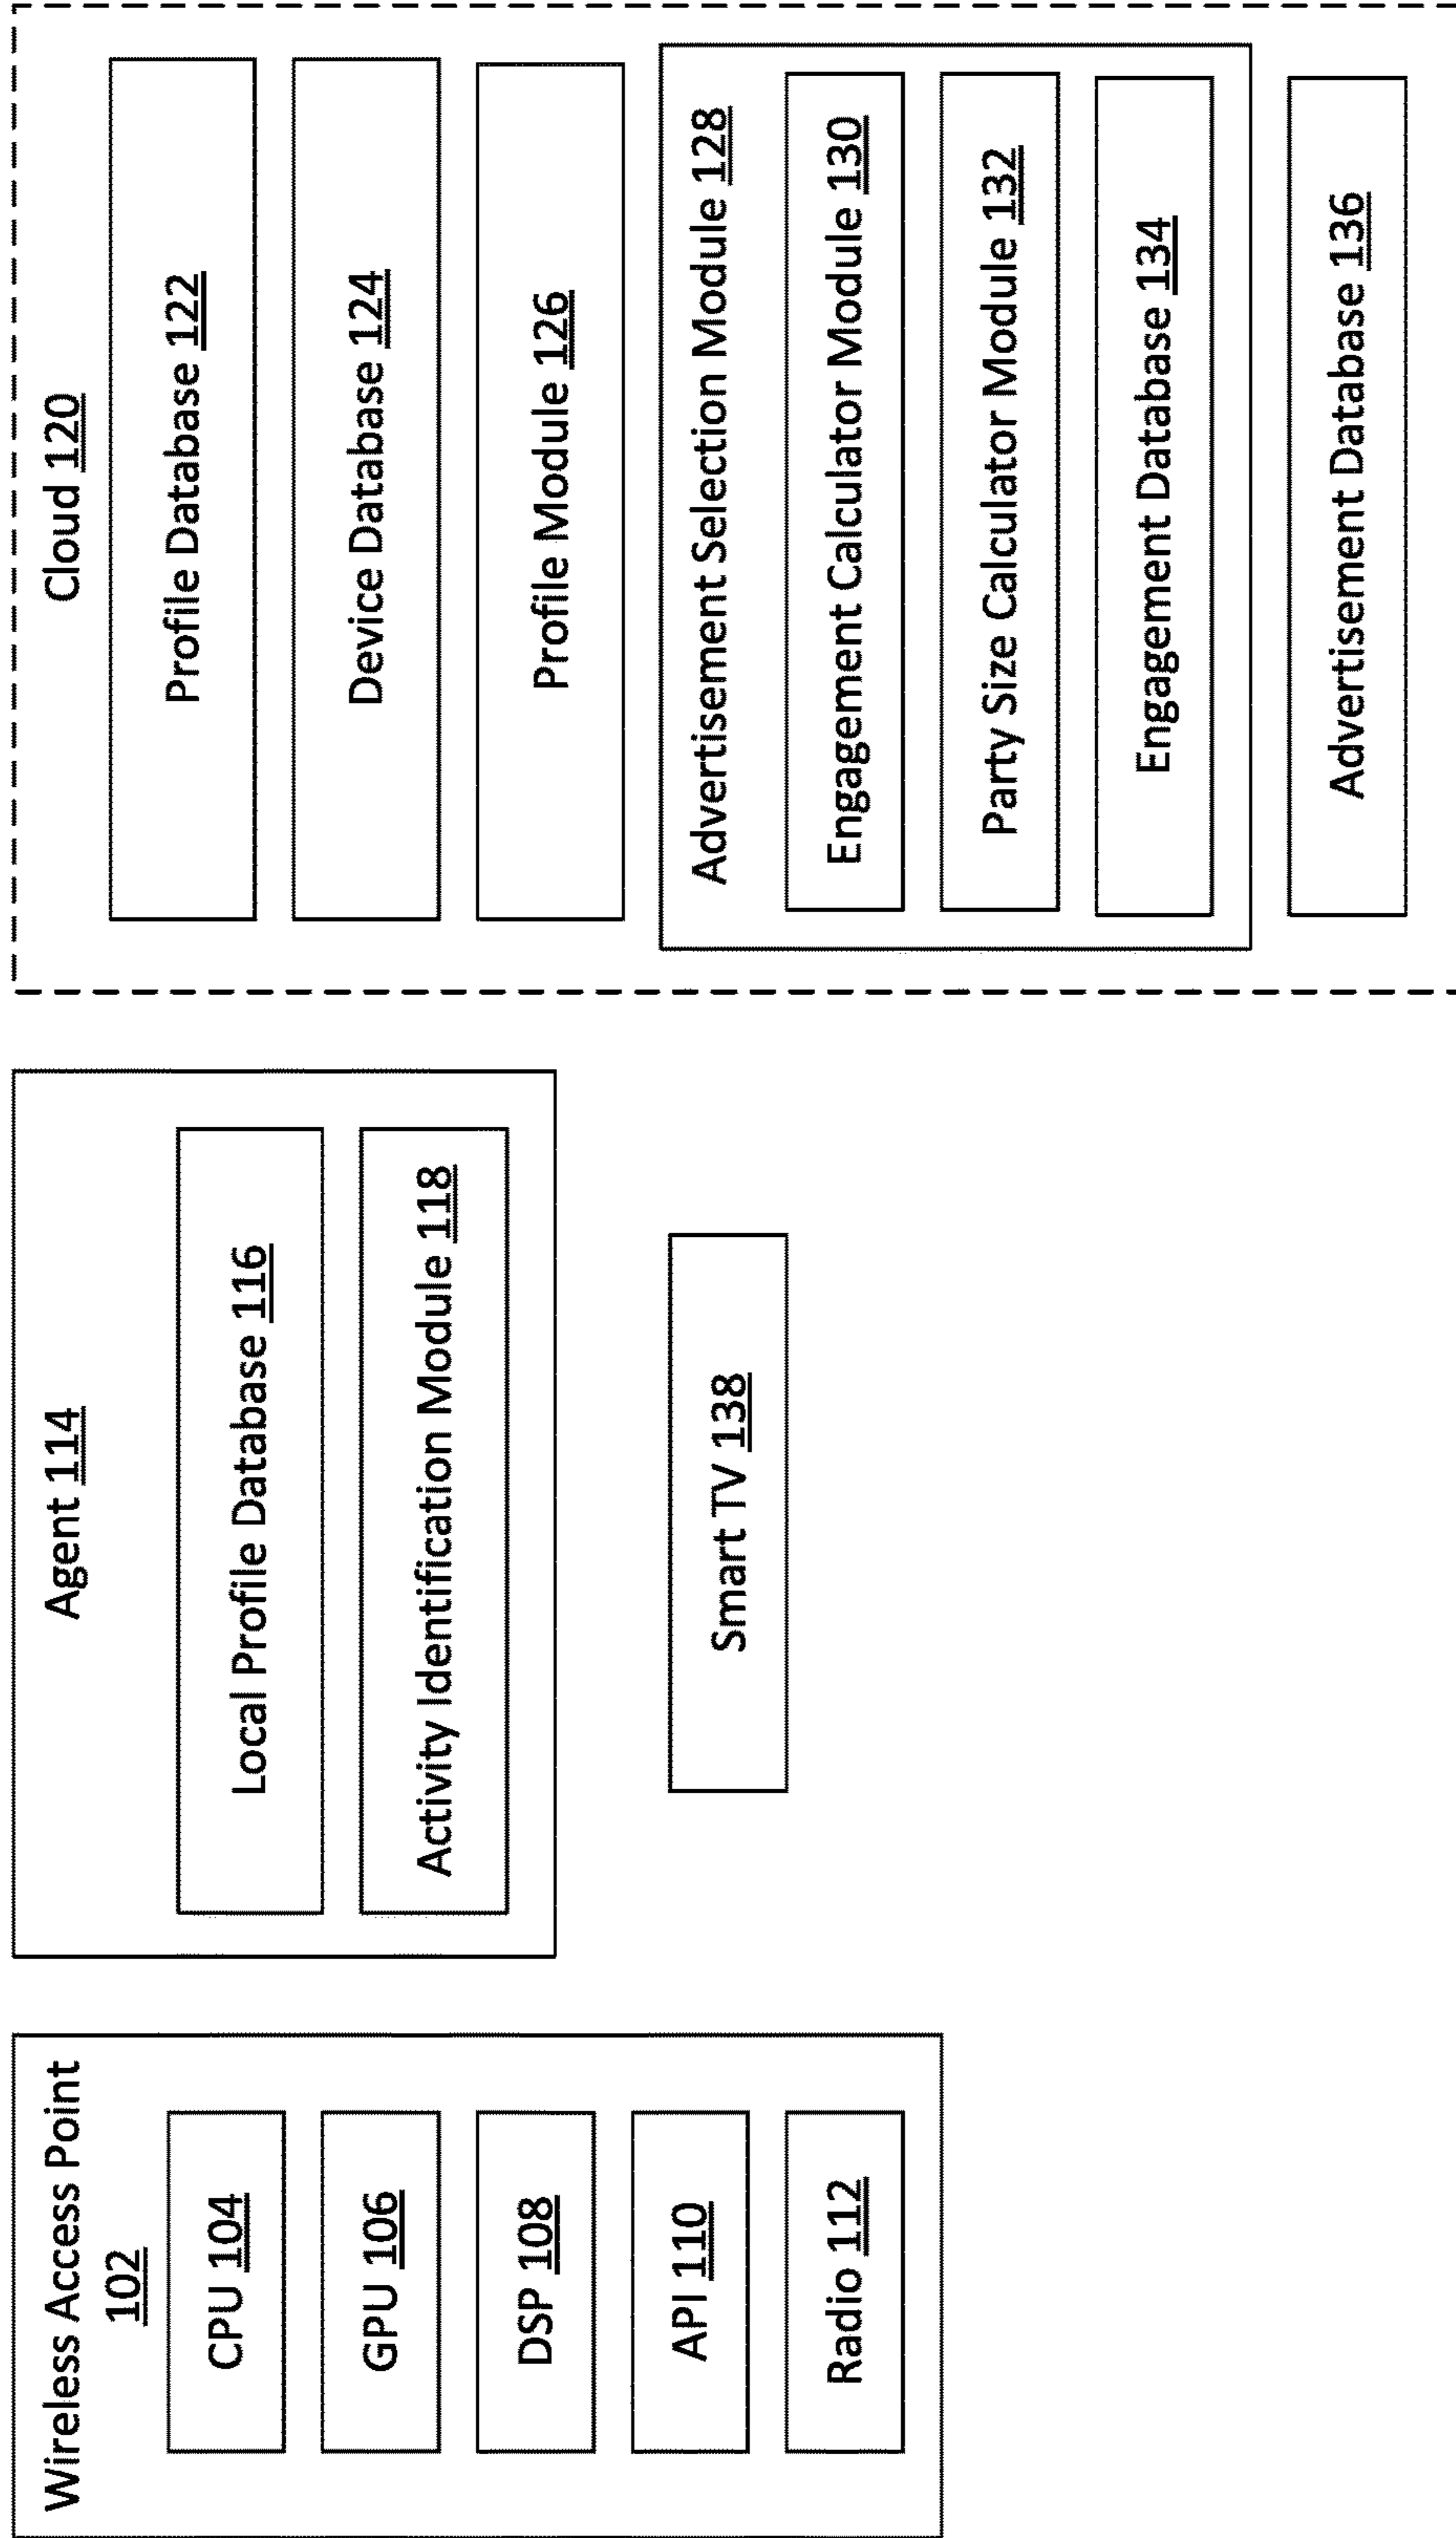 Wireless Access Point
102
CPU 104
GPU 106
DSP 108
API 110
Radio 112
Agent 114
Local Profile Database 116
Activity Identification Module 118
Smart TV 138
Cloud 120
Profile Database 122
Device Database 124
Profile Module 126
Advertisement Selection Module 128
Engagement Calculator Module 130
Party Size Calculator Module 132
Engagement Database 134
Advertisement Database 136